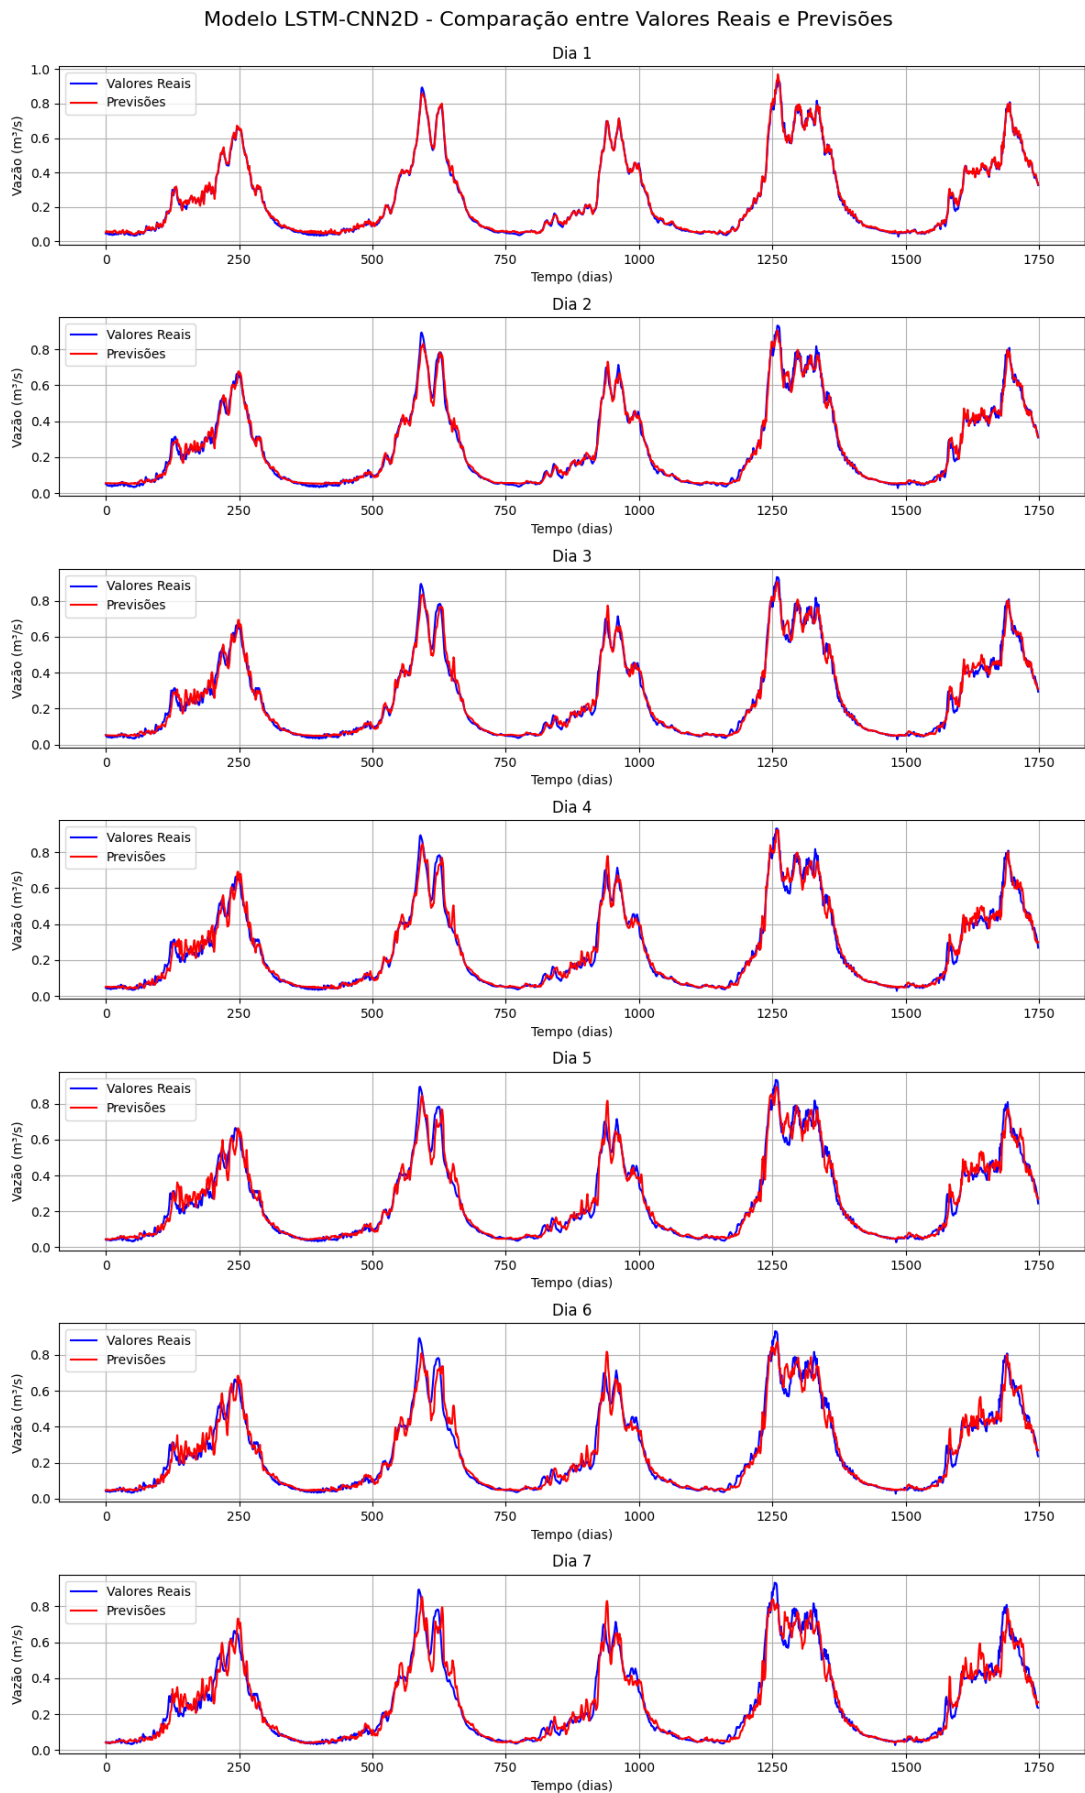 Modelo LSTM-CNN2D - Comparação entre Valores Reais e Previsões
Dia 1
Valores Reais
Previsões
Vazão (m³/s)
1.0
0.8
0.6
0.4
0.2
0.0
0 250 500 750 1000 1250 1500 1750
Tempo (dias)
Dia 2
Valores Reais
Previsões
Vazão (m³/s)
0.8
0.6
0.4
0.2
0.0
0 250 500 750 1000 1250 1500 1750
Tempo (dias)
Dia 3
Valores Reais
Previsões
Vazão (m³/s)
0.8
0.6
0.4
0.2
0.0
0 250 500 750 1000 1250 1500 1750
Tempo (dias)
Dia 4
Valores Reais
Previsões
Vazão (m³/s)
0.8
0.6
0.4
0.2
0.0
0 250 500 750 1000 1250 1500 1750
Tempo (dias)
Dia 5
Valores Reais
Previsões
Vazão (m³/s)
0.8
0.6
0.4
0.2
0.0
0 250 500 750 1000 1250 1500 1750
Tempo (dias)
Dia 6
Valores Reais
Previsões
Vazão (m³/s)
0.8
0.6
0.4
0.2
0.0
0 250 500 750 1000 1250 1500 1750
Tempo (dias)
Dia 7
Valores Reais
Previsões
Vazão (m³/s)
0.8
0.6
0.4
0.2
0.0
0 250 500 750 1000 1250 1500 1750
Tempo (dias)